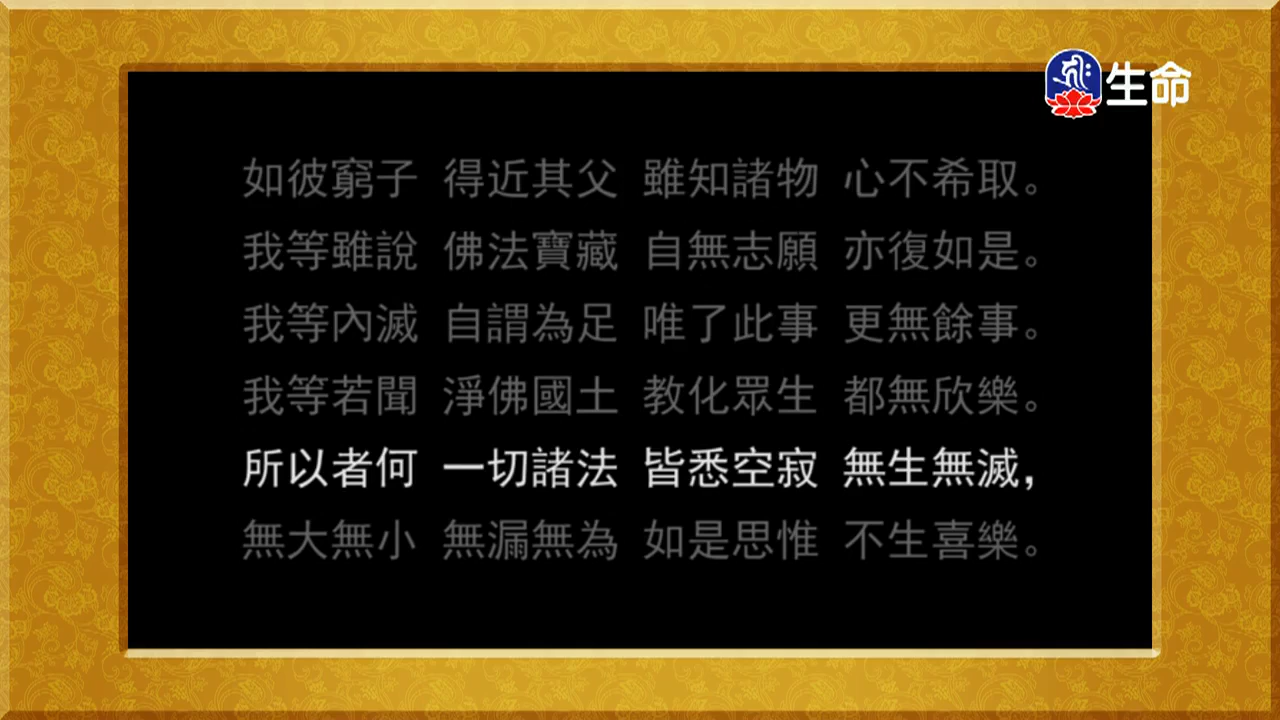 生命
如彼窮子 得近其父 雖知諸物 心不希取。
我等雖說 佛法寶藏 自無志願 亦復如是。
我等內滅 自謂為足 唯了此事 更無餘事。
我等若聞 淨佛國土 教化眾生 都無欣樂。
所以者何 一切諸法 皆悉空寂 無生無滅，
無大無小 無漏無為 如是思惟 不生喜樂。